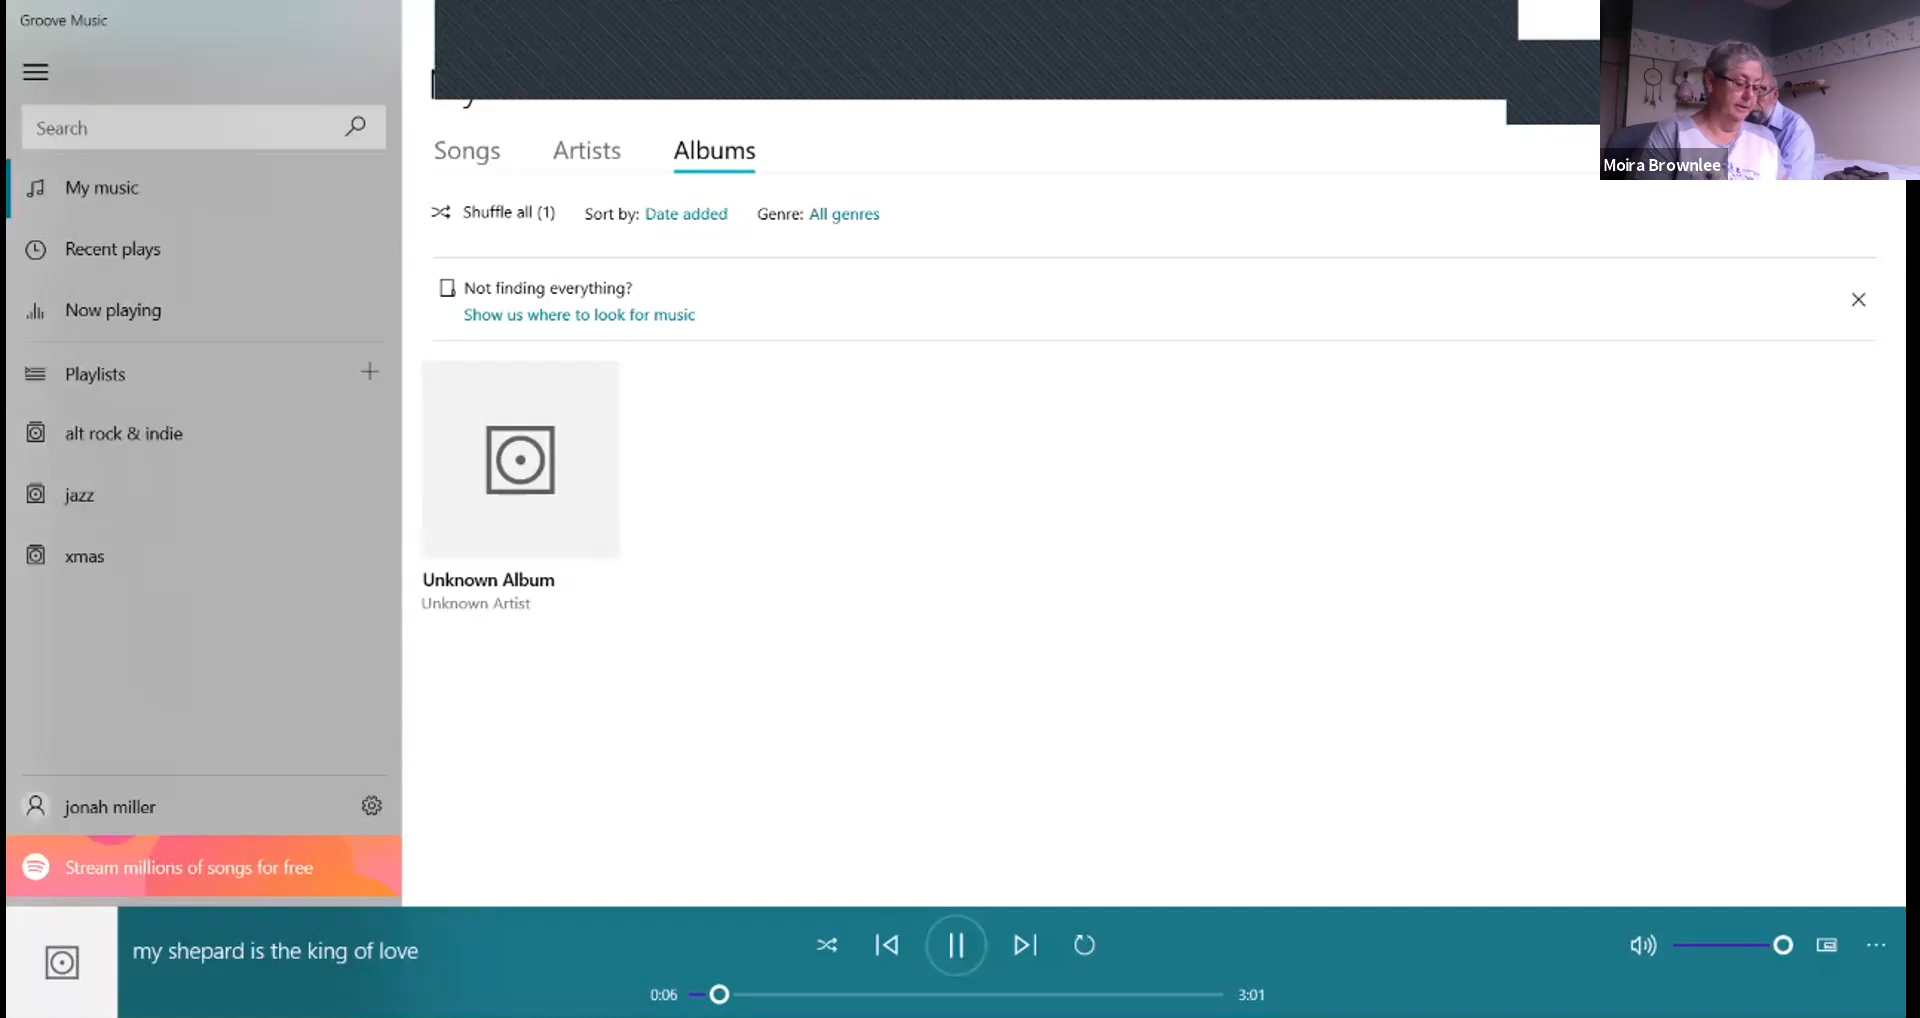 Groove Music
Search
My music
Recent plays
Now playing
Playlists
alt rock & indie
jazz
xmas
jonah miller
Stream millions of songs for free
Songs Artists Albums
Shuffle all (1) Sort by: Date added Genre: All genres
Not finding everything?
Show us where to look for music
Unknown Album
Unknown Artist
Moira Brownlee
my shepard is the king of love
0:06 3:01